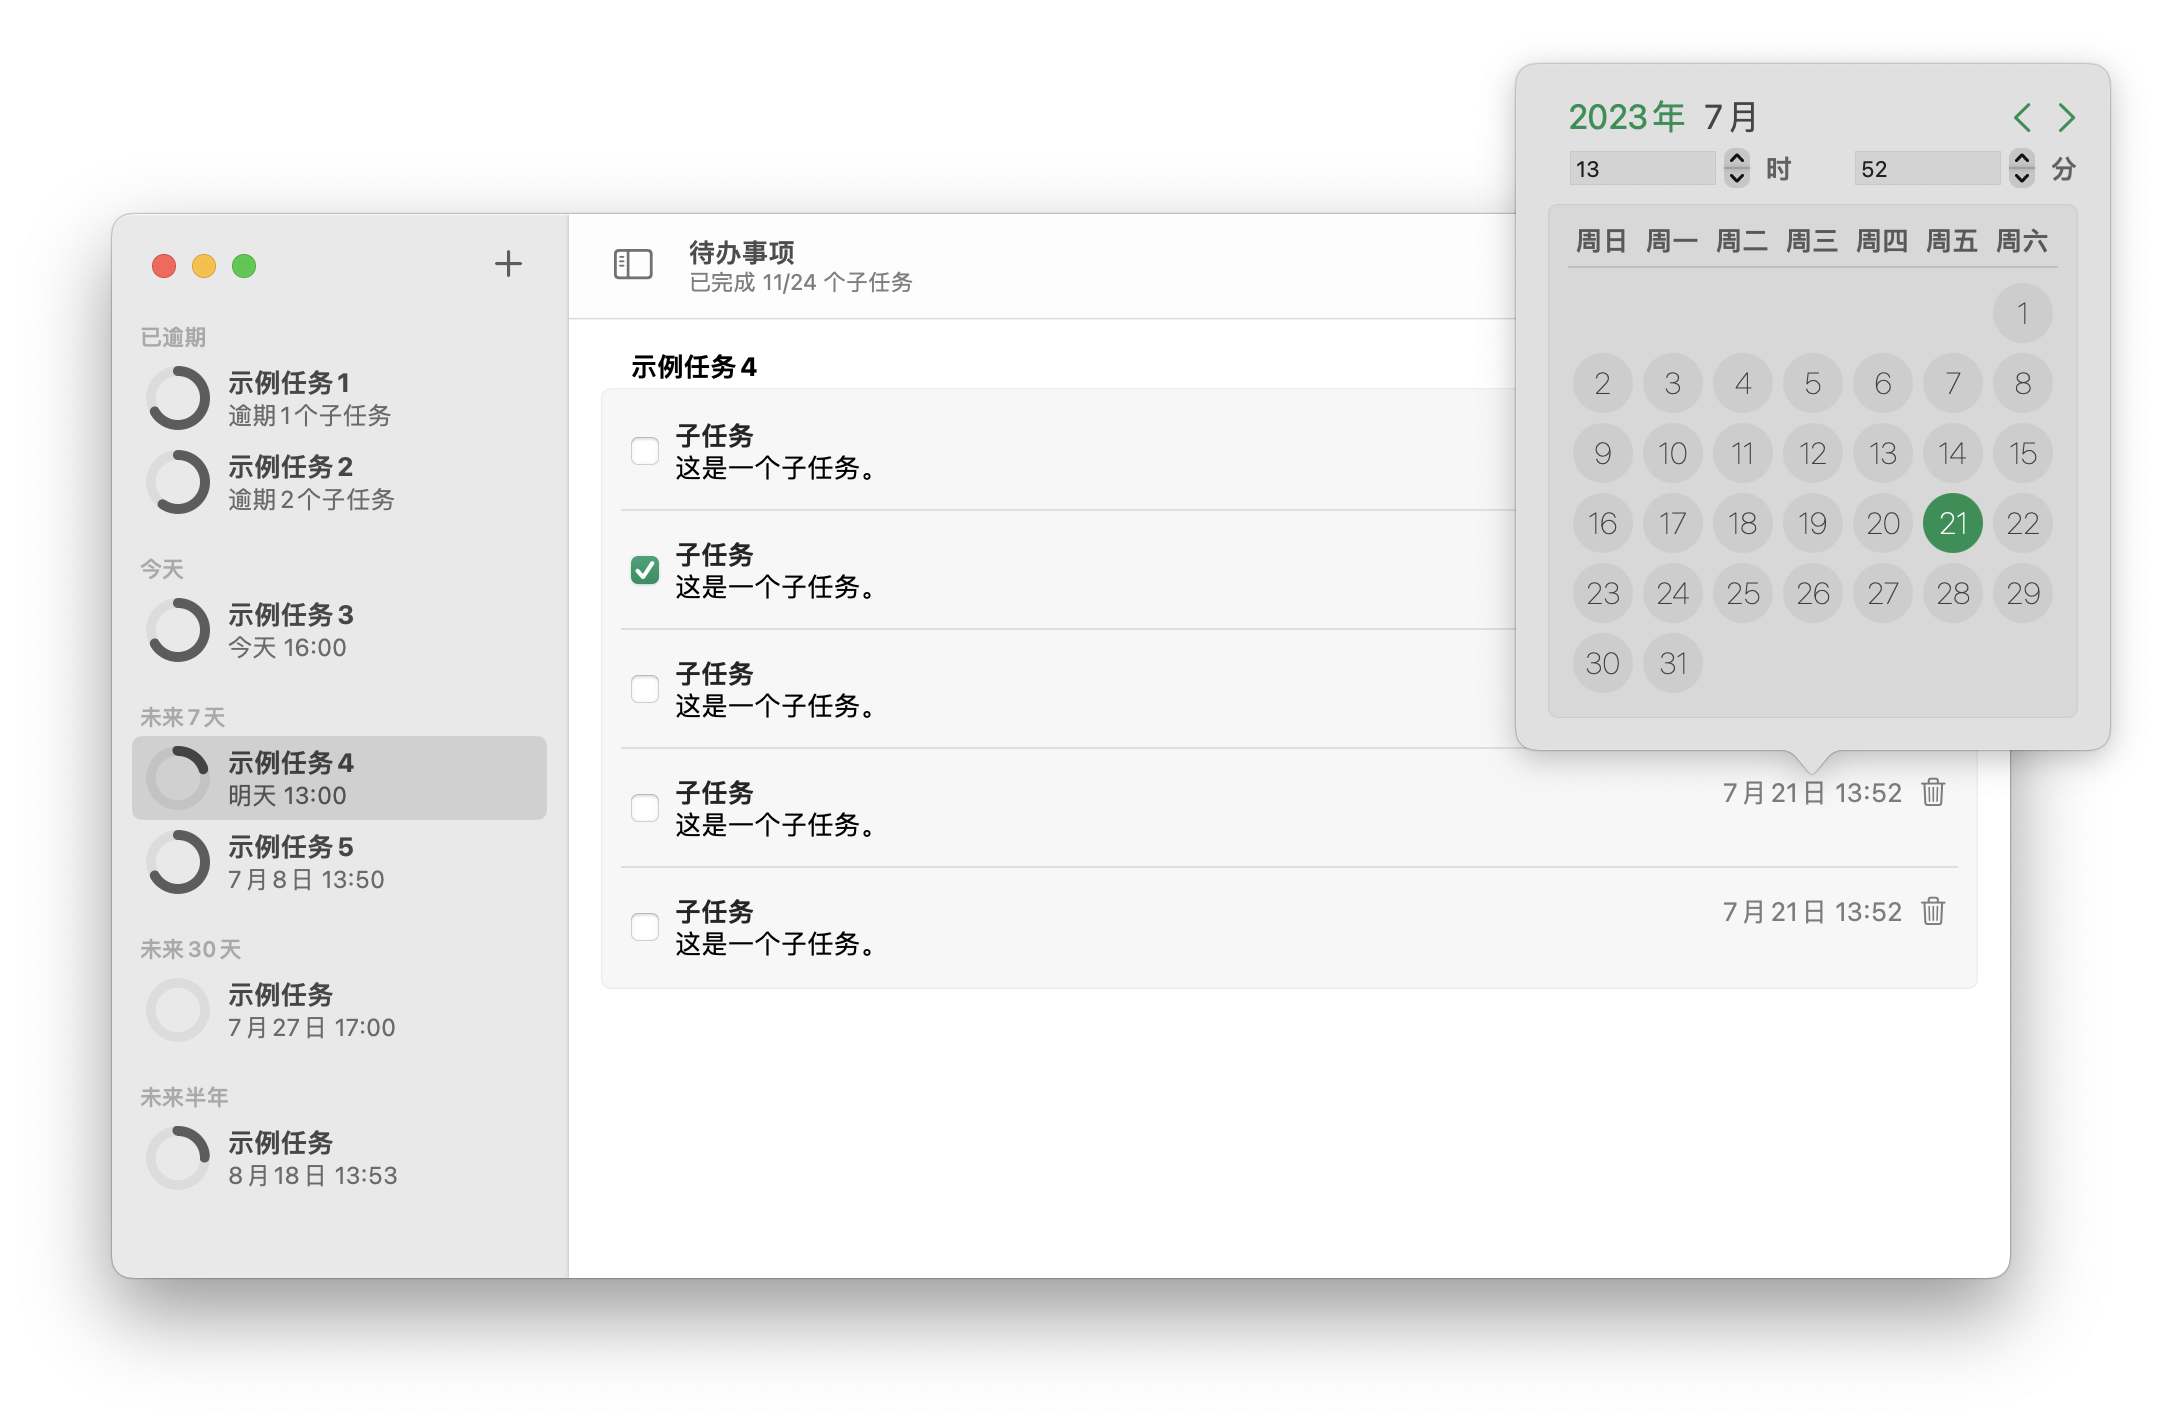 已逾期
示例任务1
逾期1个子任务
示例任务2
逾期2个子任务
今天
示例任务3
今天 16:00
未来7天
示例任务4
明天 13:00
示例任务5
7月8日 13:50
未来30天
示例任务
7月27日 17:00
未来半年
示例任务
8月18日 13:53
待办事项
已完成 11/24 个子任务
示例任务4
子任务
这是一个子任务。
子任务
这是一个子任务。
子任务
这是一个子任务。
子任务
这是一个子任务。
7月21日 13:52
子任务
这是一个子任务。
7月21日 13:52
2023年 7月
13 时 52 分
周日 周一 周二 周三 周四 周五 周六
1
2 3 4 5 6 7 8
9 10 11 12 13 14 15
16 17 18 19 20 21 22
23 24 25 26 27 28 29
30 31